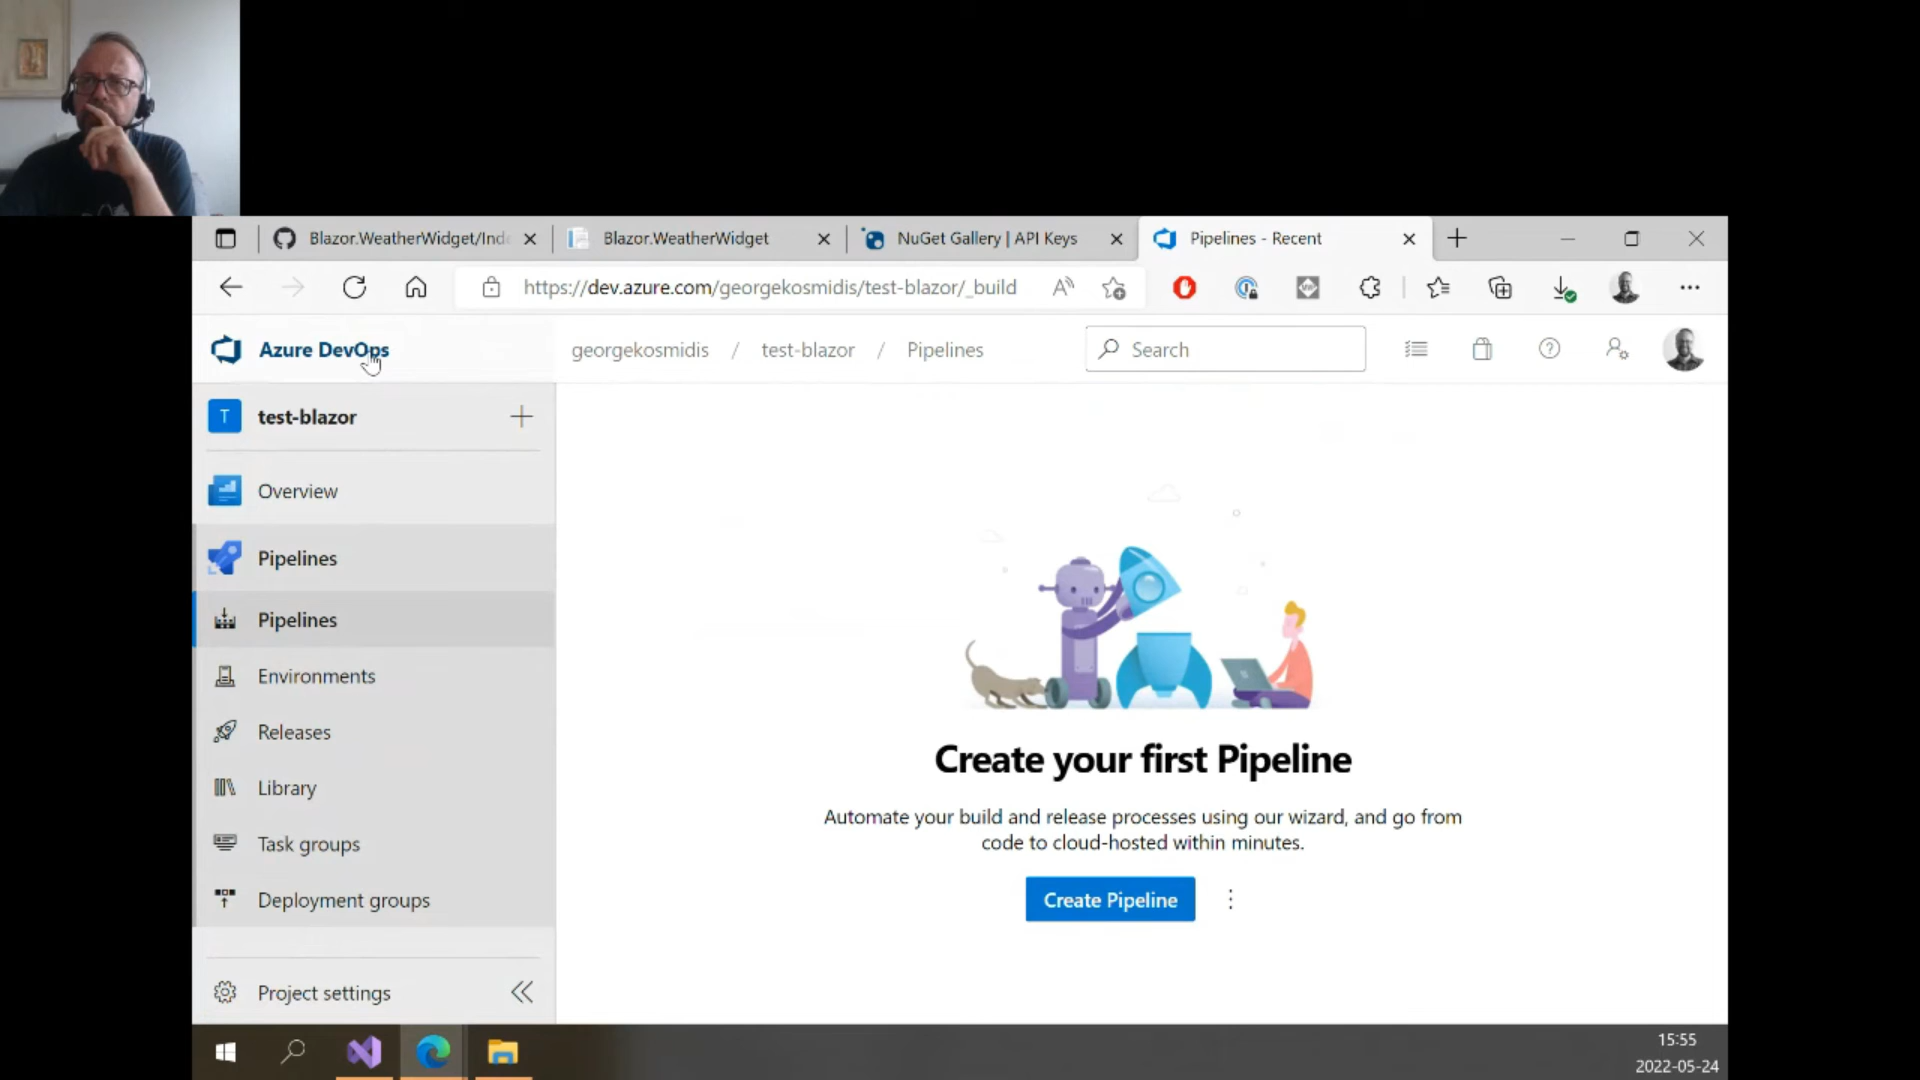 Blazor.WeatherWidget/Inde
Blazor.WeatherWidget
NuGet Gallery | API Keys
Pipelines - Recent
https://dev.azure.com/georgekosmidis/test-blazor/_build
Azure DevOps
georgekosmidis / test-blazor / Pipelines
Search
T
test-blazor
Overview
Pipelines
Pipelines
Environments
Releases
Library
Task groups
Deployment groups
Project settings
Create your first Pipeline
Automate your build and release processes using our wizard, and go from
code to cloud-hosted within minutes.
Create Pipeline
15:55
2022-05-24